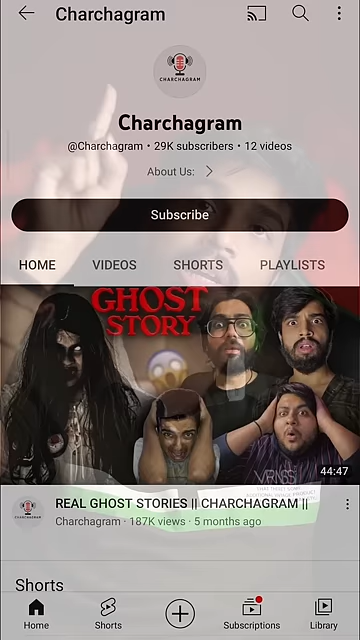 Charchagram
CHARCHAGRAM
Charchagram
@Charchagram • 29K subscribers • 12 videos
About Us:
Subscribe
HOME VIDEOS SHORTS PLAYLISTS
GHOST
STORY
44:47
REAL GHOST STORIES || CHARCHAGRAM ||
CHARCHAGRAM
Charchagram · 187K views · 5 months ago
Shorts
Home Shorts Subscriptions Library